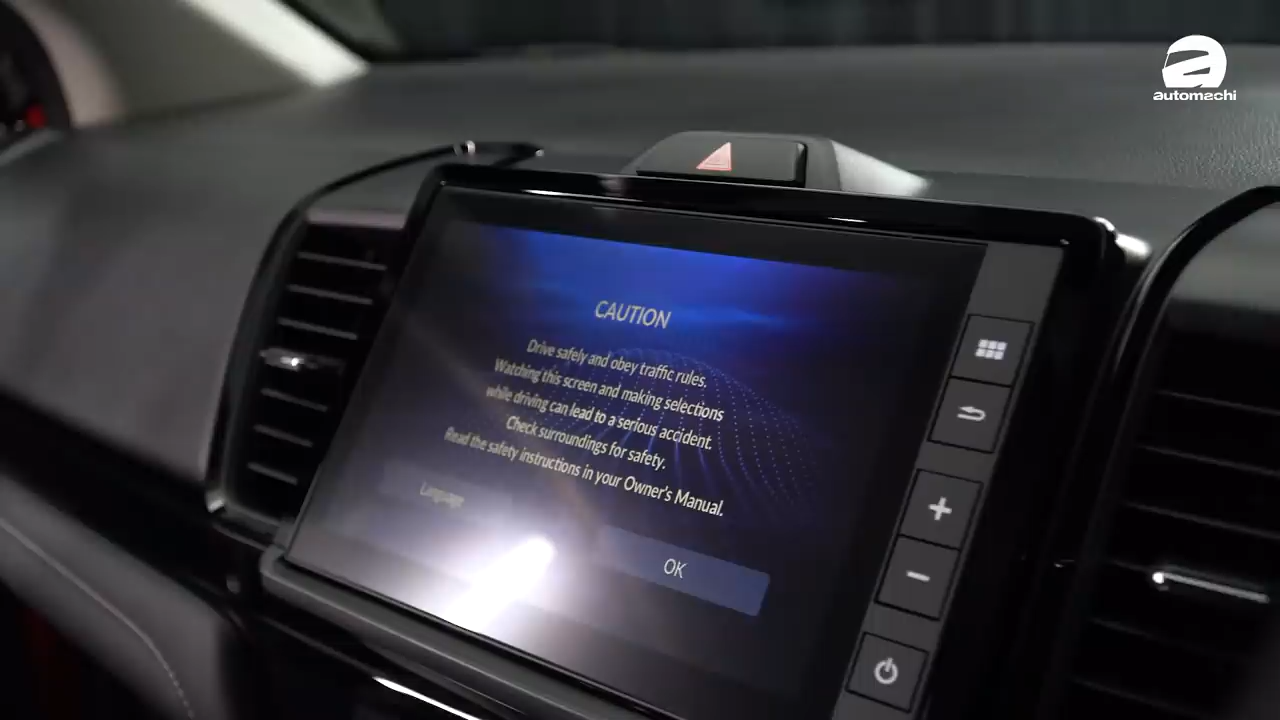 automachi
CAUTION
Drive safely and obey traffic rules.
Watching this screen and making selections
while driving can lead to a serious accident.
Check surroundings for safety.
Read the safety instructions in your Owner's Manual.
Language
OK